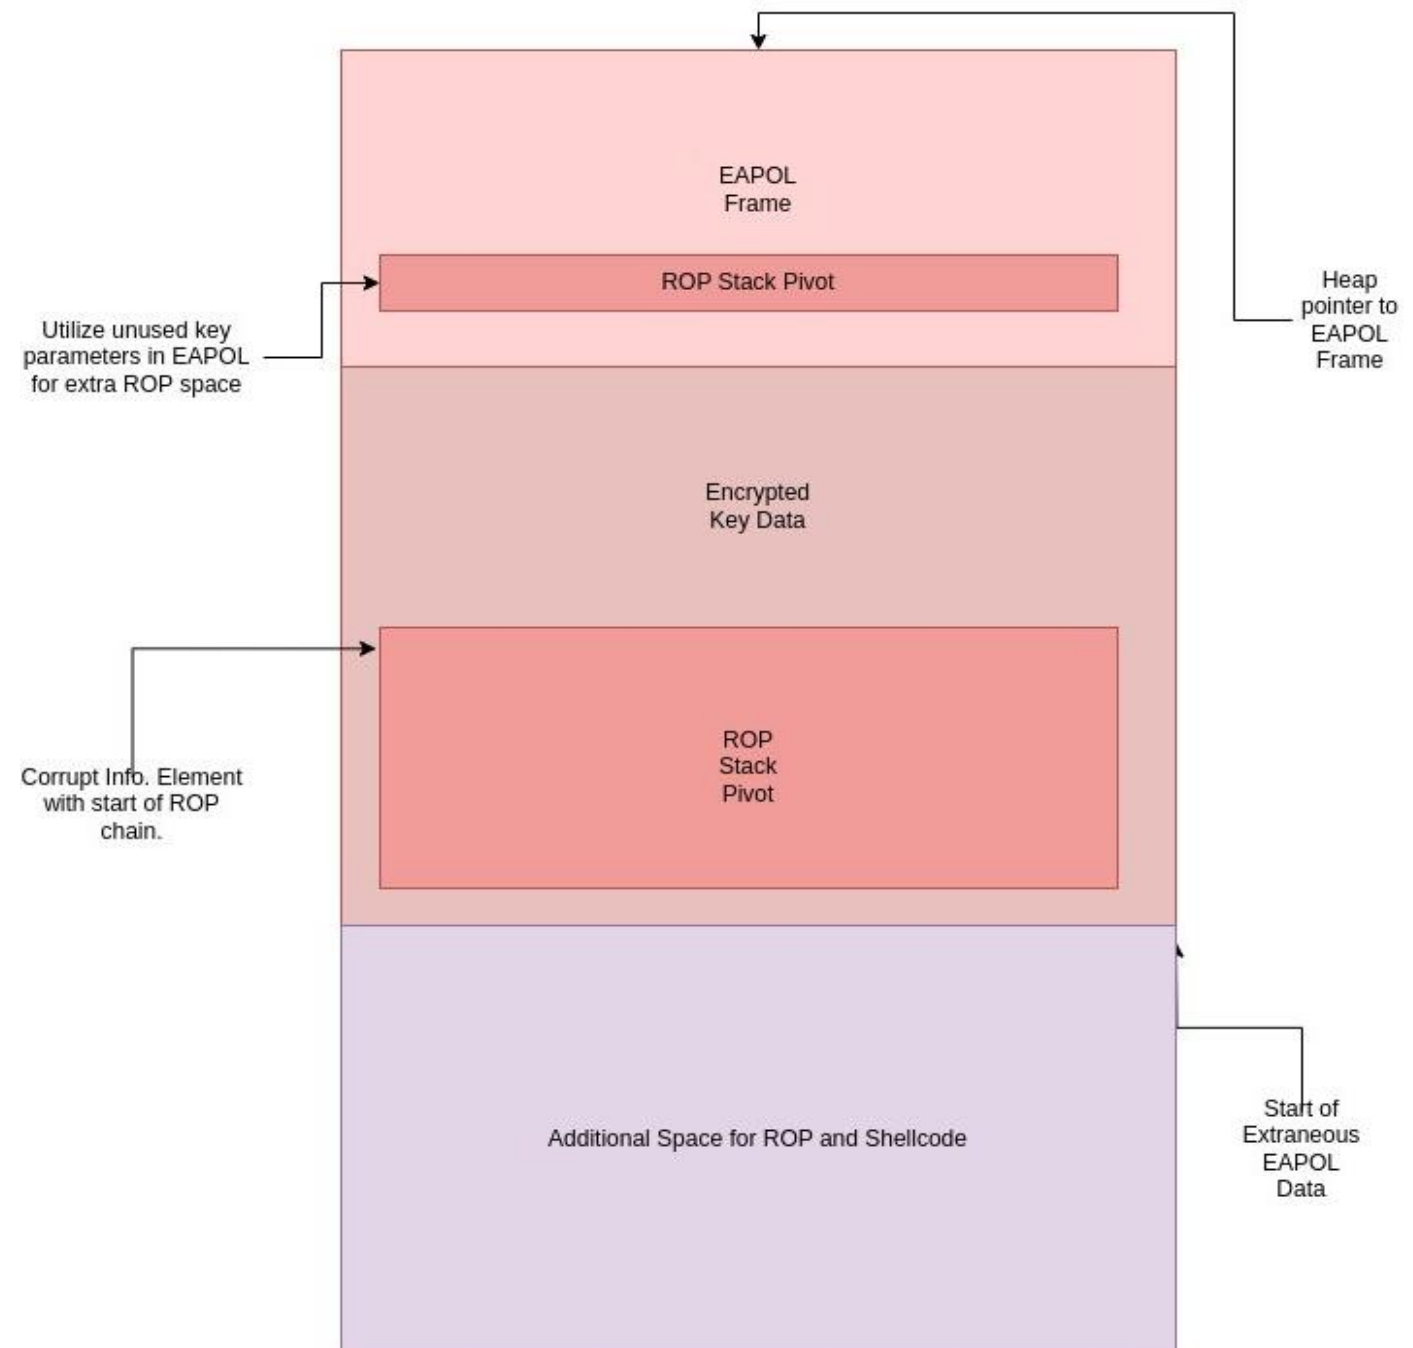 EAPOL
Frame
ROP Stack Pivot
Heap
pointer to
EAPOL
Frame
Utilize unused key
parameters in EAPOL
for extra ROP space
Encrypted
Key Data
ROP
Stack
Pivot
Corrupt Info. Element
with start of ROP
chain.
Additional Space for ROP and Shellcode
Start of
Extraneous
EAPOL
Data